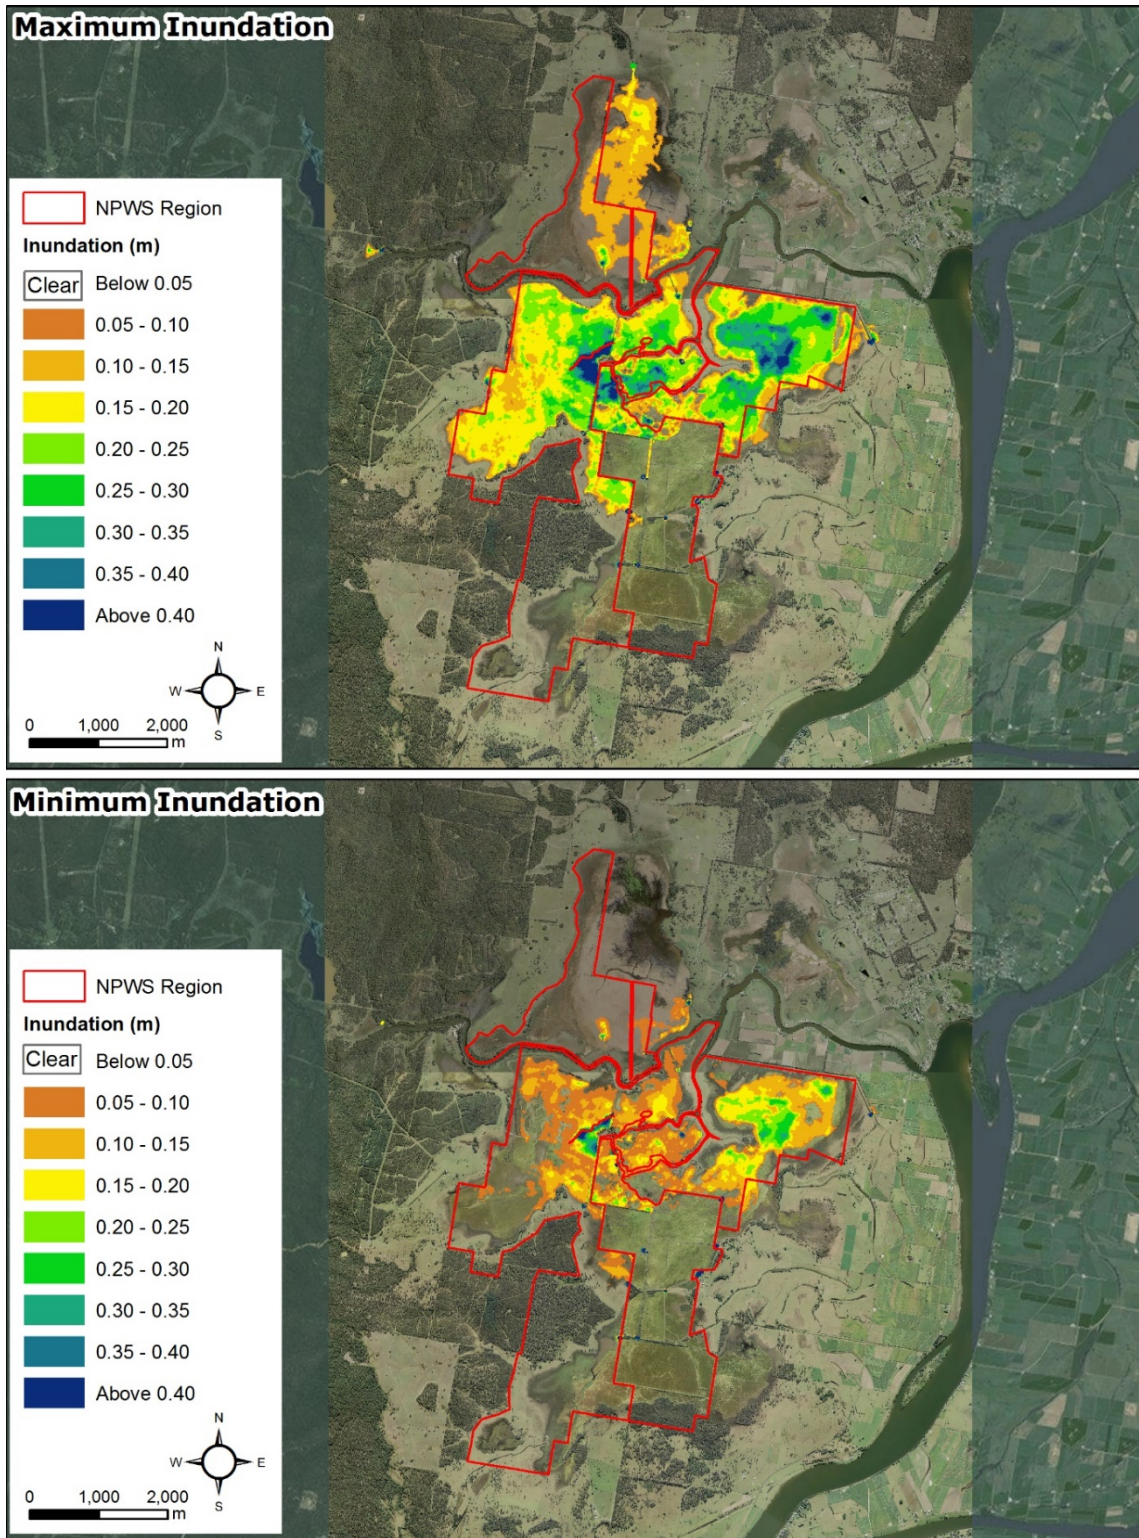 Maximum Inundation
NPWS Region
Inundation (m)
Clear Below 0.05
0.05 - 0.10
0.10 - 0.15
0.15 - 0.20
0.20 - 0.25
0.25 - 0.30
0.30 - 0.35
0.35 - 0.40
Above 0.40
N
W E
S
0 1,000 2,000
m
Minimum Inundation
NPWS Region
Inundation (m)
Clear Below 0.05
0.05 - 0.10
0.10 - 0.15
0.15 - 0.20
0.20 - 0.25
0.25 - 0.30
0.30 - 0.35
0.35 - 0.40
Above 0.40
N
W E
S
0 1,000 2,000
m